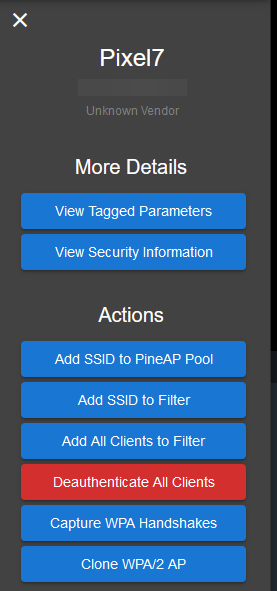 Pixel7
Unknown Vendor
More Details
View Tagged Parameters
View Security Information
Actions
Add SSID to PineAP Pool
Add SSID to Filter
Add All Clients to Filter
Deauthenticate All Clients
Capture WPA Handshakes
Clone WPA/2 AP